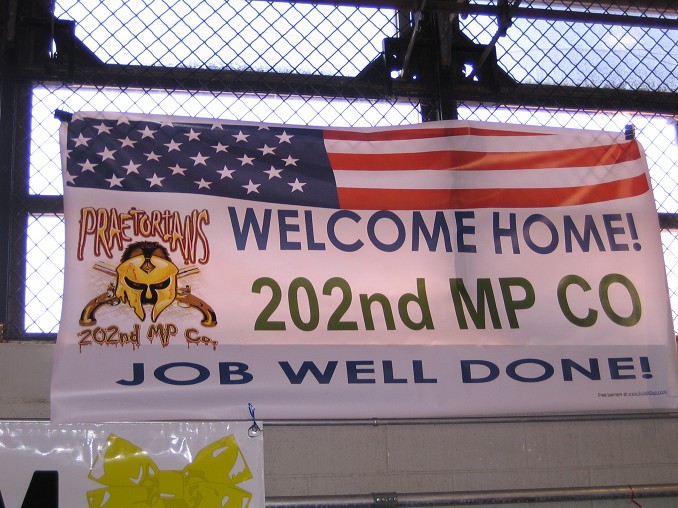 PRAETORIANS
202nd MP Co.
WELCOME HOME!
202nd MP CO
JOB WELL DONE!
M